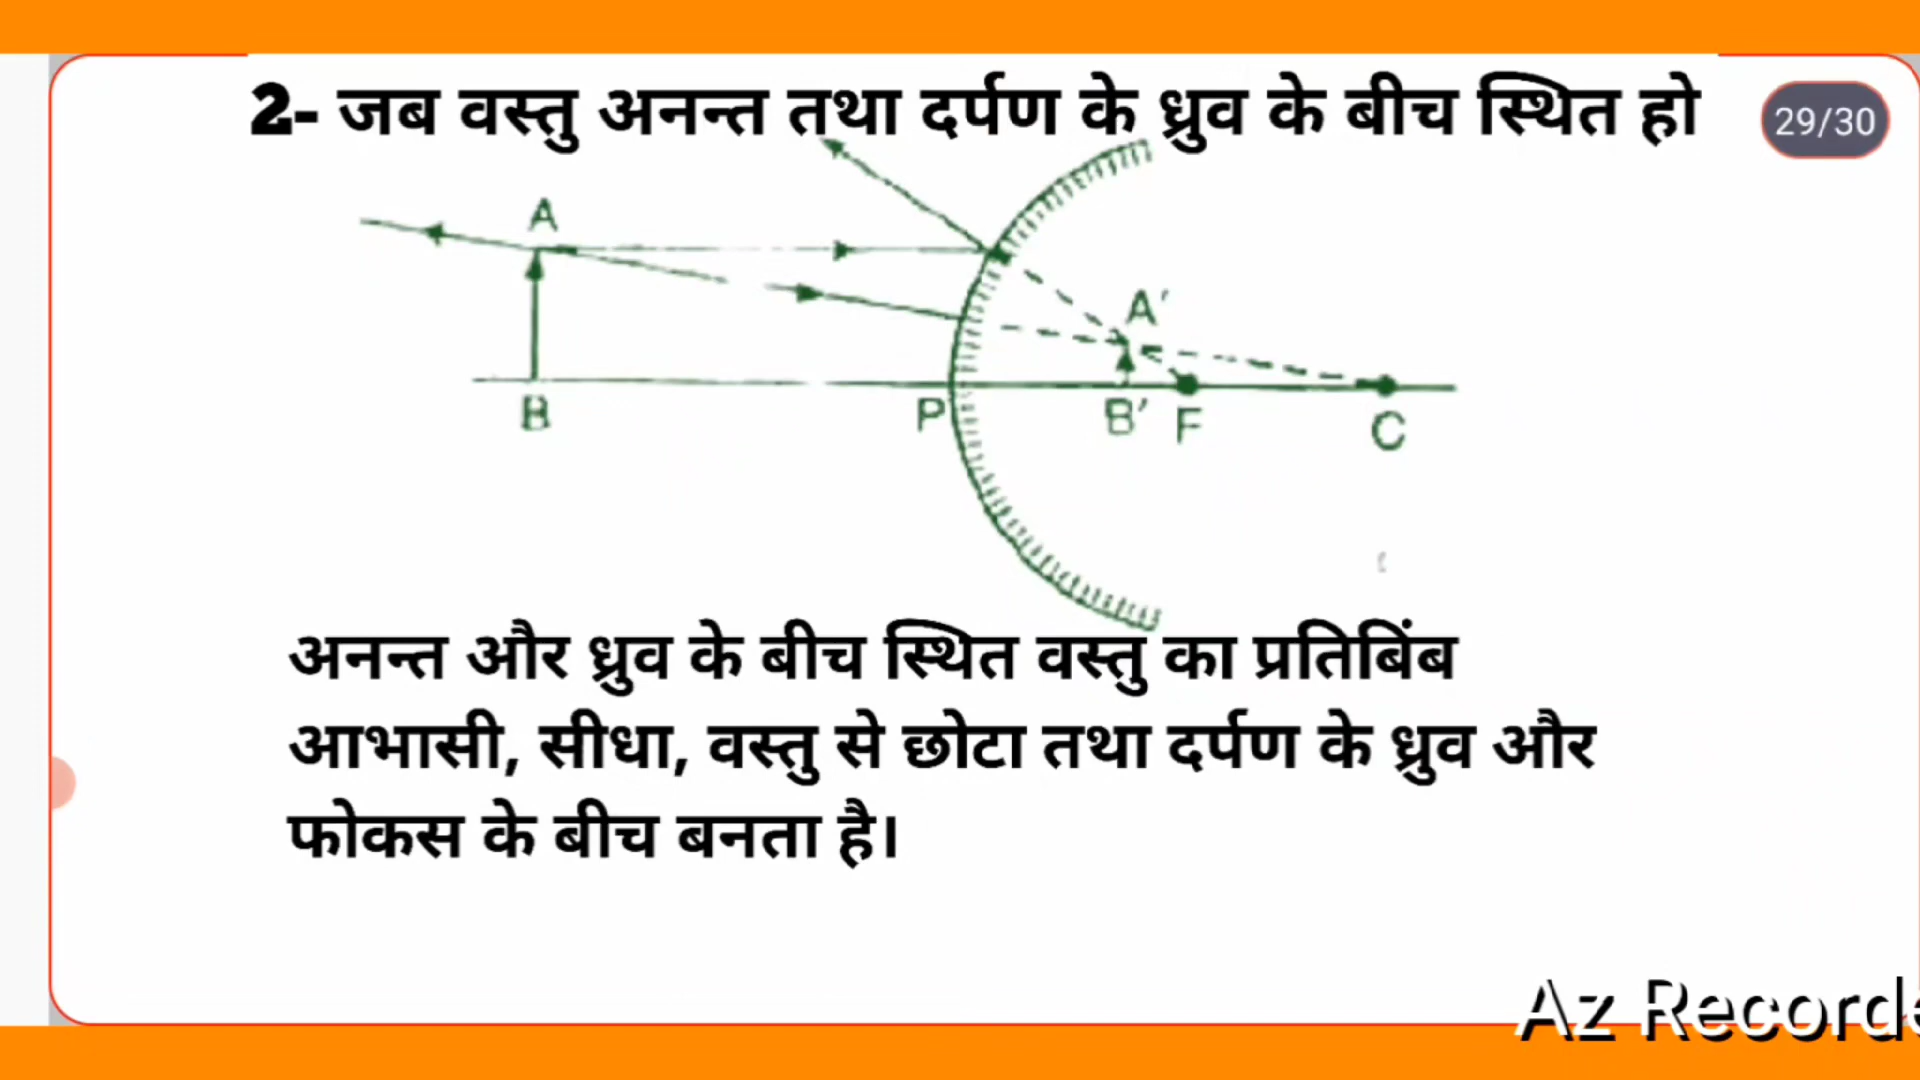 2- जब वस्तु अनन्त तथा दर्पण के ध्रुव के बीच स्थित हो
29/30
A
A′
B
P
B′
F
C
अनन्त और ध्रुव के बीच स्थित वस्तु का प्रतिबिंब
आभासी, सीधा, वस्तु से छोटा तथा दर्पण के ध्रुव और
फोकस के बीच बनता है।
Az Recorde